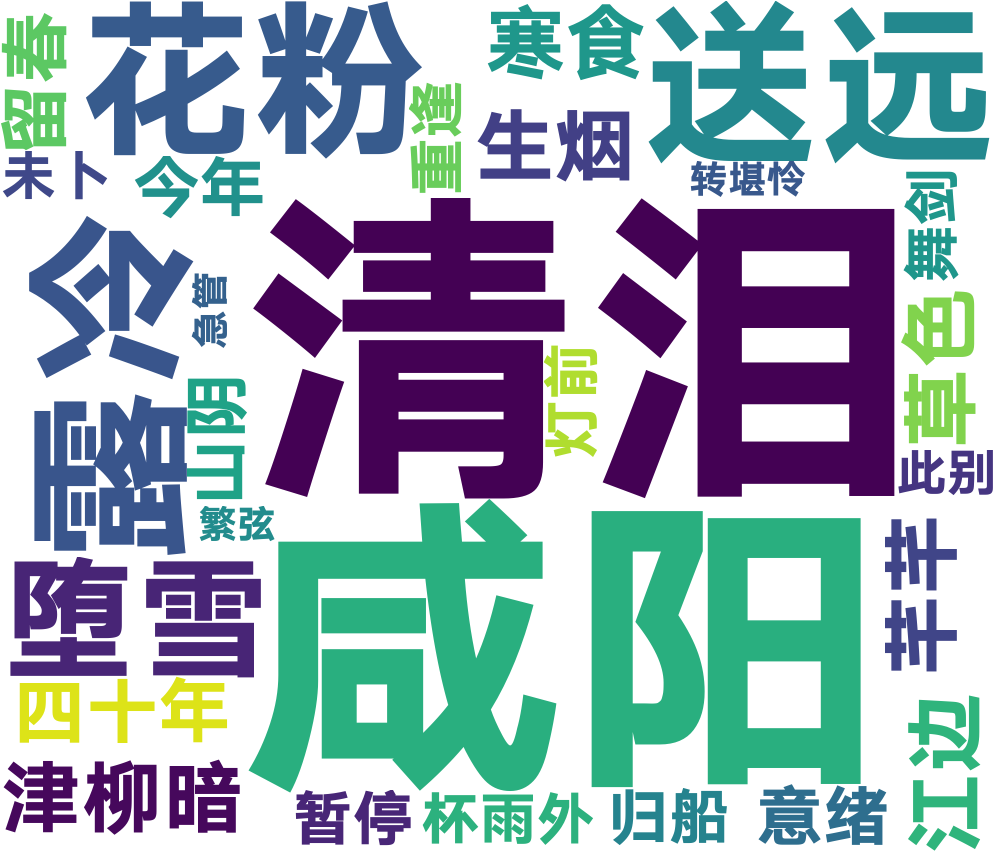 留春
花粉
寒食
送远
重逢
生烟
未卜
今年
转堪怜
舞剑
冷露
急管
清泪
灯前
草色
山阴
繁弦
此别
咸阳
芊芊
堕雪
四十年
津柳暗
暂停
杯雨外
归船
意绪
江边